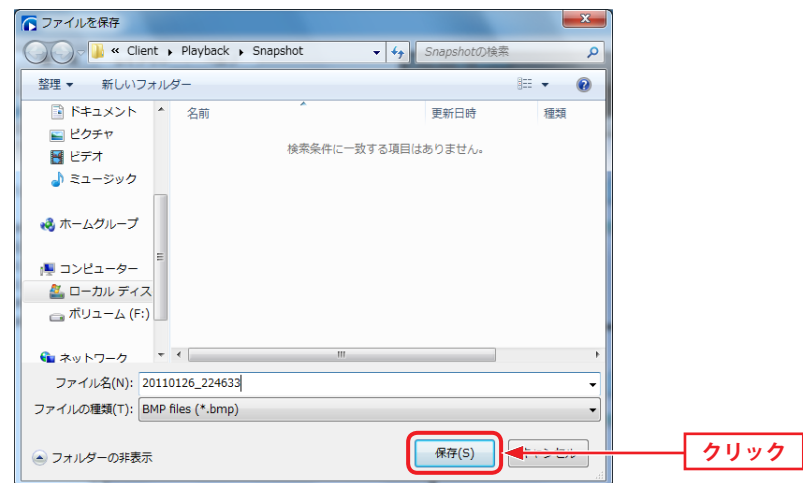 ファイルを保存
« Client Playback Snapshot Snapshotの検索
整理 新しいフォルダー
ドキュメント
ピクチャ
ビデオ
ミュージック
ホームグループ
コンピューター
ローカル ディス
ボリューム (F:)
ネットワーク
名前 更新日時 種類
検索条件に一致する項目はありません。
ファイル名(N): 20110126_224633
ファイルの種類(T): BMP files (*.bmp)
フォルダーの非表示 保存(S) キャンセル クリック